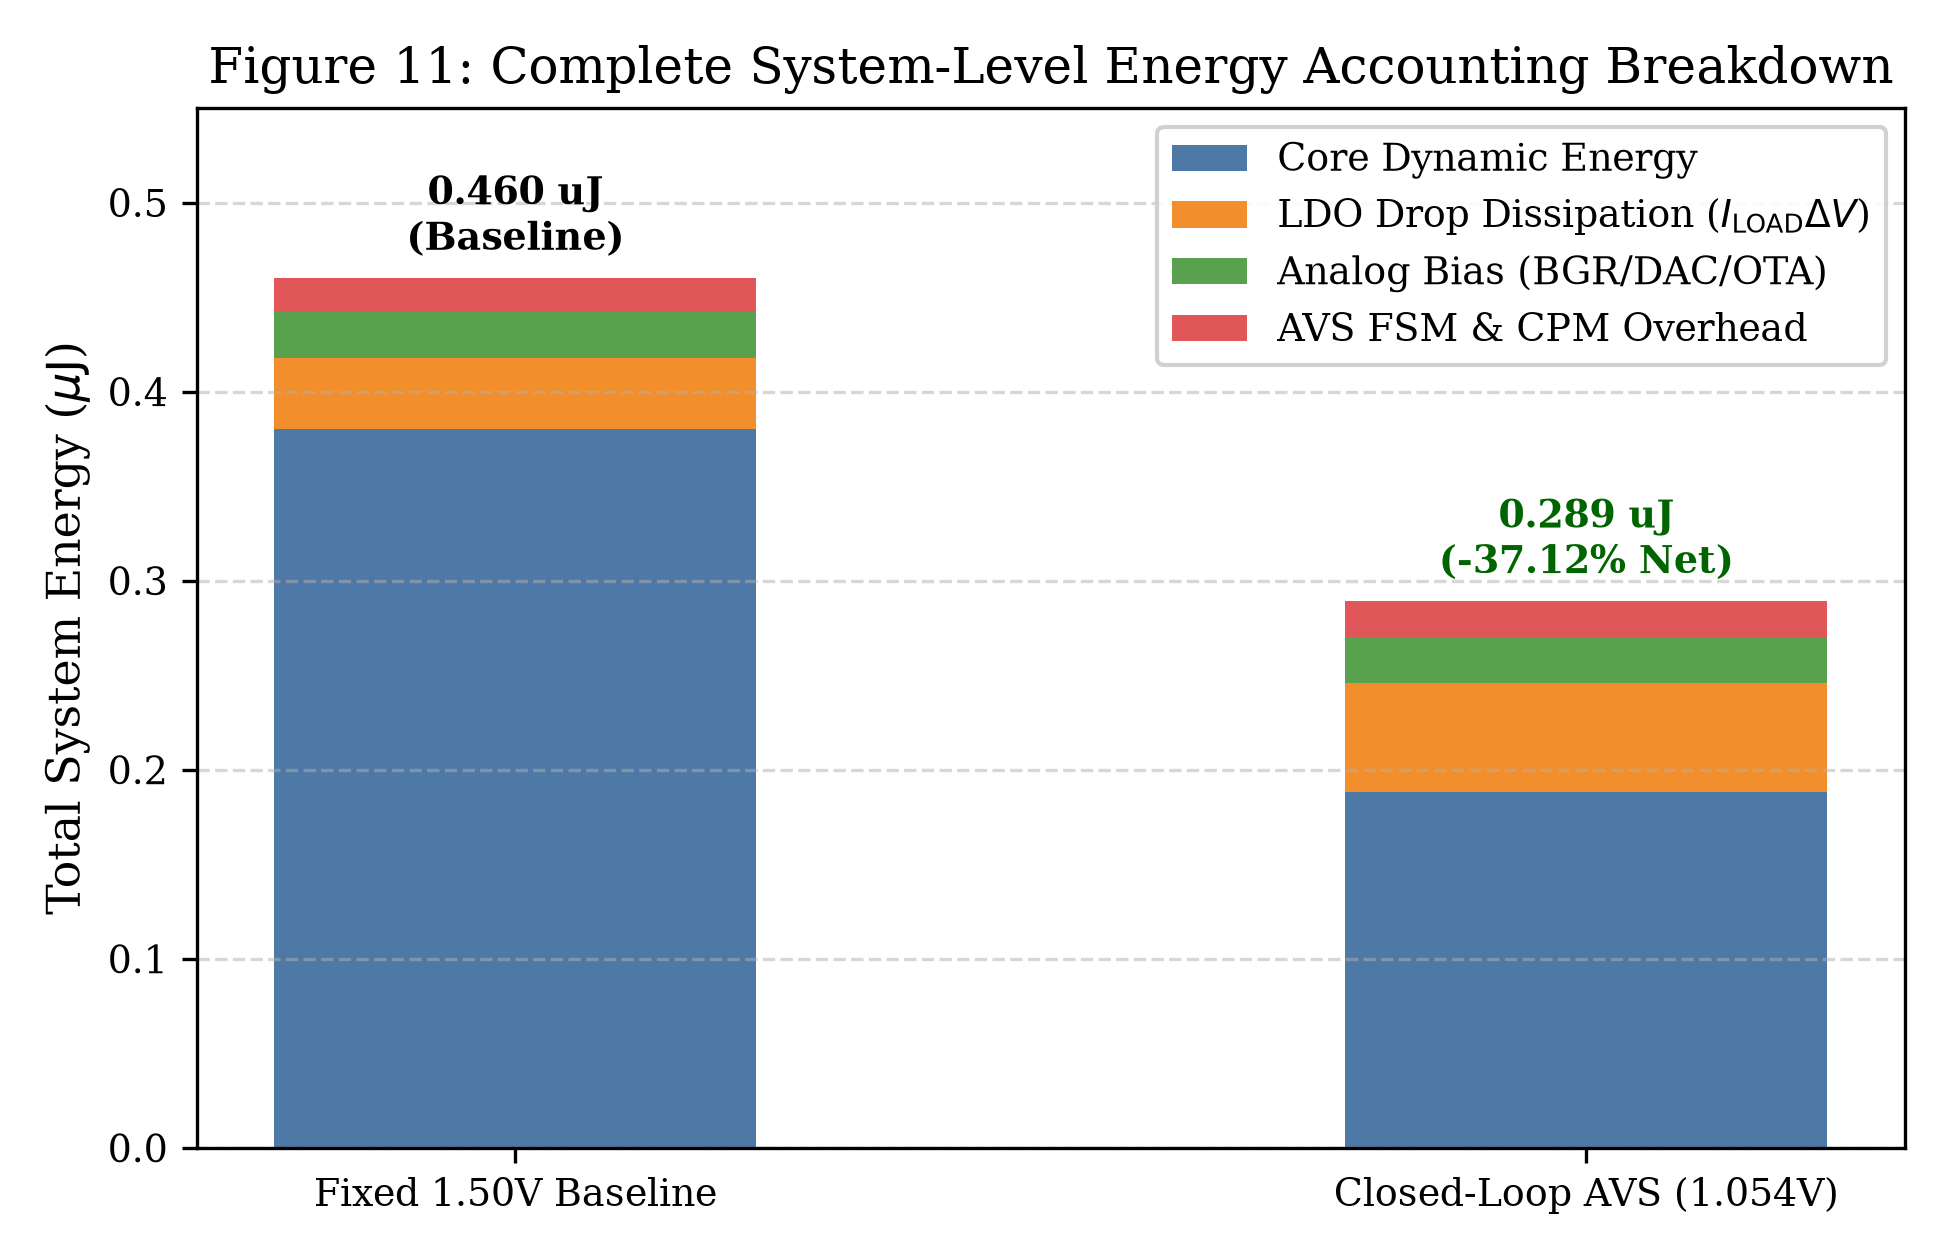 Figure 11: Complete System-Level Energy Accounting Breakdown
Total System Energy (μJ)
0.5
0.4
0.3
0.2
0.1
0.0
0.460 uJ
(Baseline)
0.289 uJ
(-37.12% Net)
Core Dynamic Energy
LDO Drop Dissipation (I_LOAD ΔV)
Analog Bias (BGR/DAC/OTA)
AVS FSM & CPM Overhead
Fixed 1.50V Baseline
Closed-Loop AVS (1.054V)